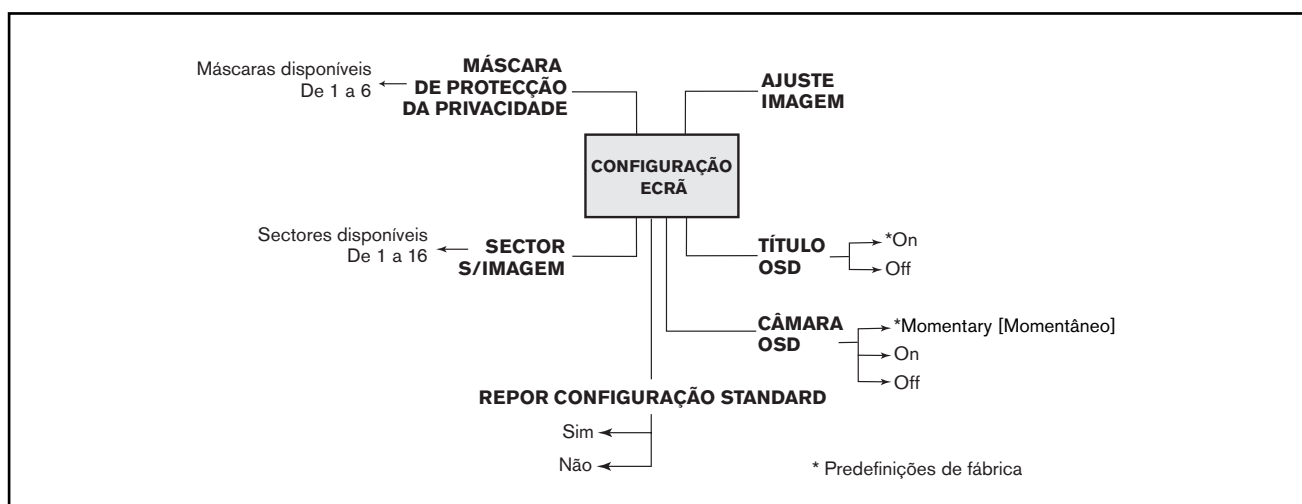 Máscaras disponíveis
De 1 a 6
MÁSCARA
DE PROTECÇÃO
DA PRIVACIDADE
AJUSTE
IMAGEM
CONFIGURAÇÃO
ECRÃ
Sectores disponíveis
De 1 a 16
SECTOR
S/IMAGEM
TÍTULO
OSD
*On
Off
CÂMARA
OSD
*Momentary [Momentâneo]
On
Off
REPOR CONFIGURAÇÃO STANDARD
Sim
Não
* Predefinições de fábrica